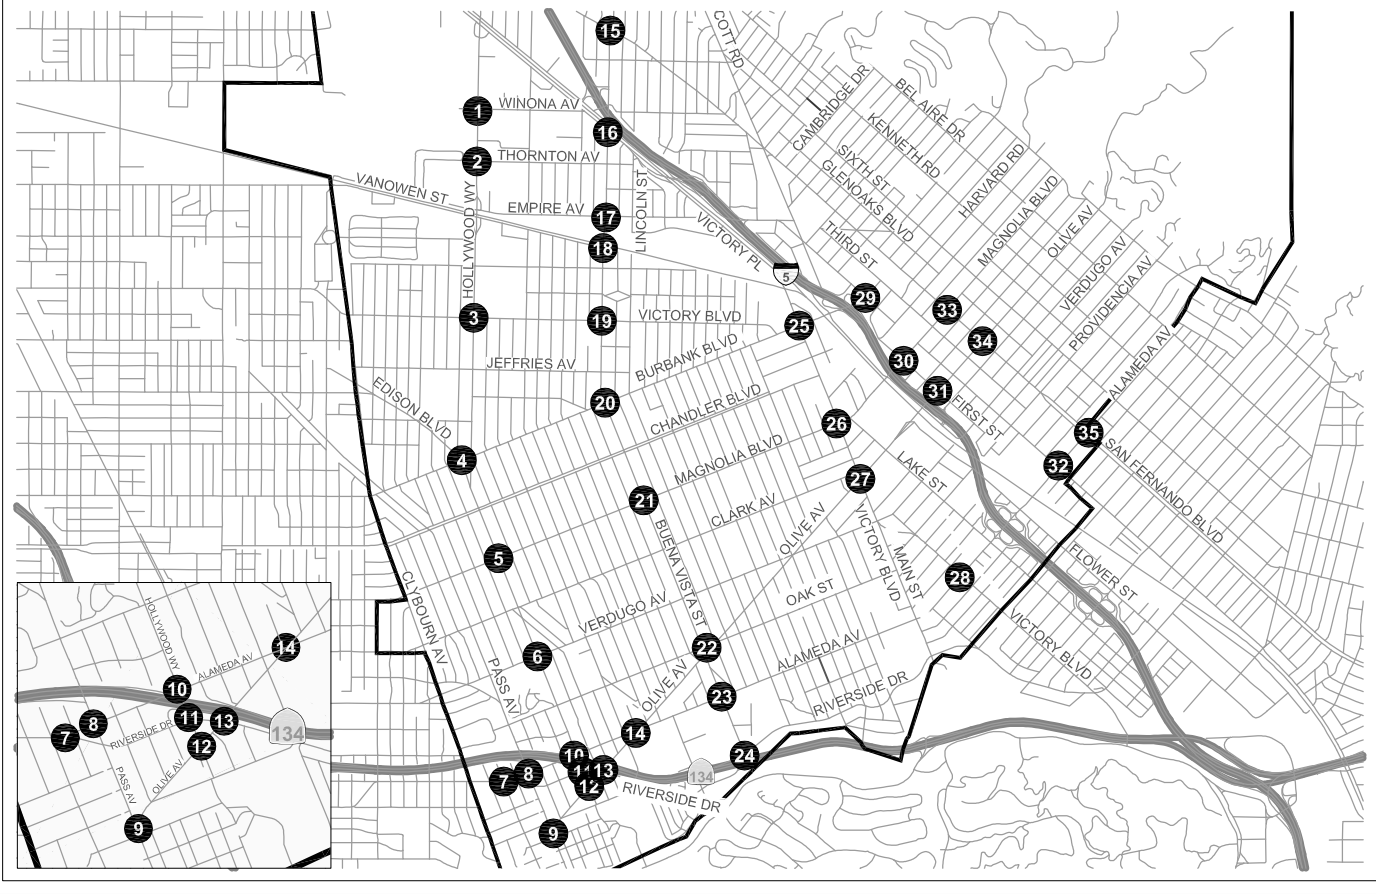 15
COTT RD
1
WINONA AV
16
CAMBRIDGE DR
BEL AIRE DR
KENNETH RD
2
THORNTON AV
SIXTH ST
GLENOAKS BLVD
HARVARD RD
VANOWEN ST
HOLLYWOOD WY
EMPIRE AV
17
LINCOLN ST
18
VICTORY PL
5
THIRD ST
MAGNOLIA BLVD
OLIVE AV
VERDUGO AV
PROVIDENCIA AV
ALAMEDA AV
29
33
34
3
19
VICTORY BLVD
25
JEFFRIES AV
BURBANK BLVD
30
31
FIRST ST
EDISON BLVD
20
CHANDLER BLVD
26
35
32
SAN FERNANDO BLVD
4
MAGNOLIA BLVD
LAKE ST
27
21
CLARK AV
OLIVE AV
BUENA VISTA ST
VICTORY BLVD
MAIN ST
5
28
FLOWER ST
CLYBOURN AV
VERDUGO AV
OAK ST
VICTORY BLVD
6
22
ALAMEDA AV
PASS AV
OLIVE AV
23
RIVERSIDE DR
14
10
11
13
12
7
8
24
134
RIVERSIDE DR
9
HOLLYWOOD WY
14
ALAMEDA AV
10
11
13
12
8
7
RIVERSIDE DR
134
PASS AV
OLIVE AV
9